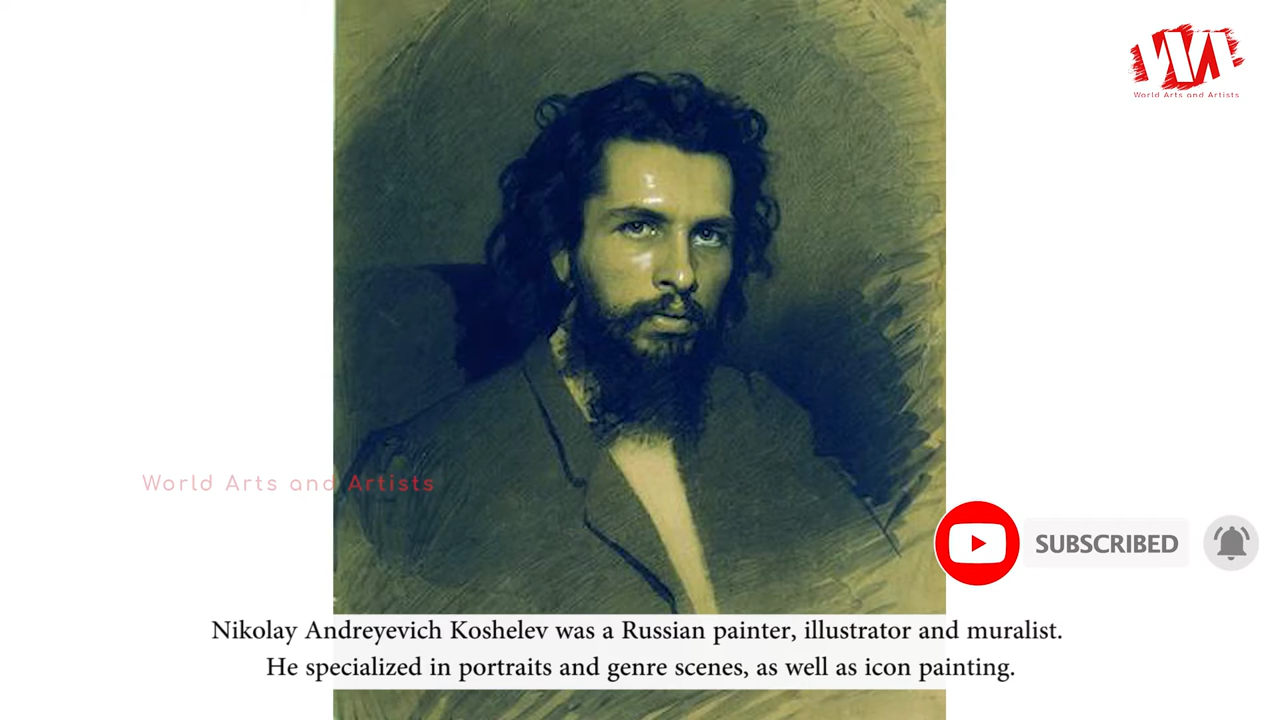 World Arts and Artists
World Arts and Artists
SUBSCRIBED
Nikolay Andreyevich Koshelev was a Russian painter, illustrator and muralist.
He specialized in portraits and genre scenes, as well as icon painting.